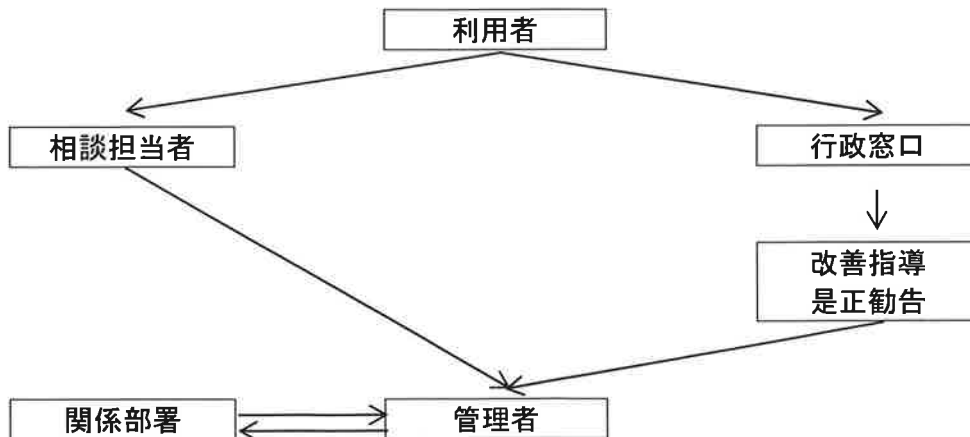 利用者
相談担当者
行政窓口
改善指導
是正勧告
関係部署
管理者